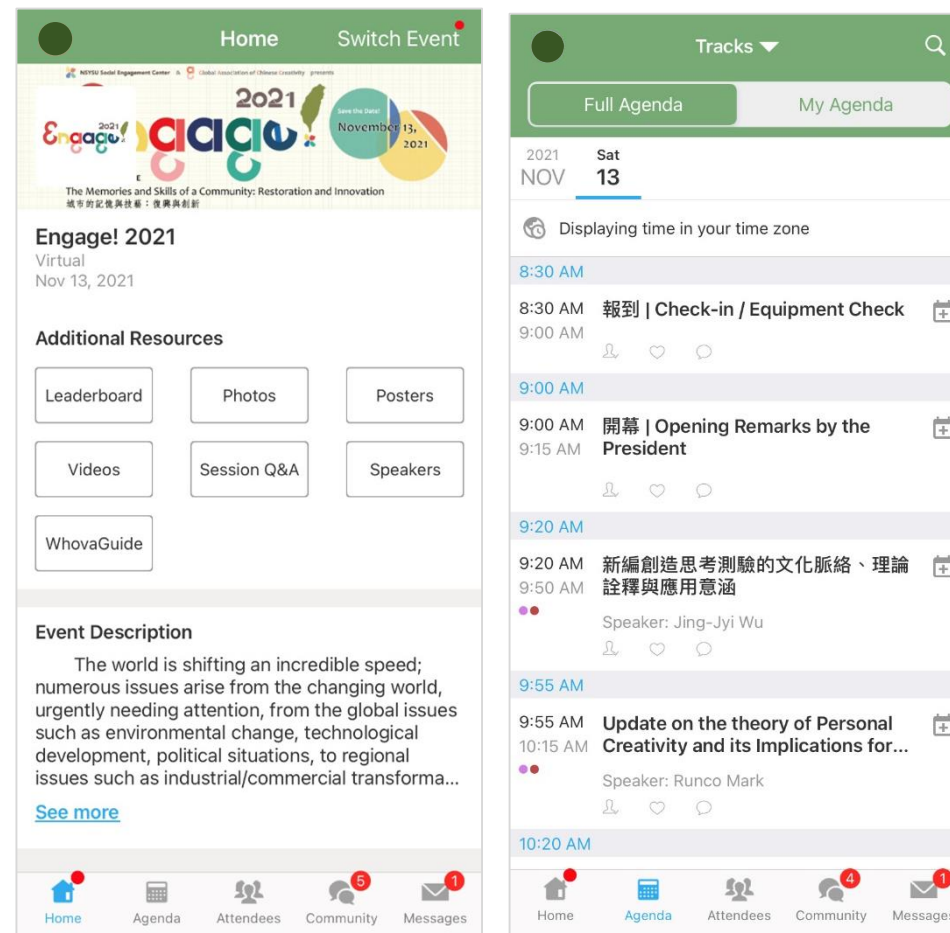 Home
Switch Event
NSYSU Social Engagement Center & Global Association of Chinese Creativity presents
2021
Engage!
2021
Engage!
Save the Date!
November 13,
2021
E
The Memories and Skills of a Community: Restoration and Innovation
城市的記憶與技藝：復興與創新
Engage! 2021
Virtual
Nov 13, 2021
Additional Resources
Leaderboard
Photos
Posters
Videos
Session Q&A
Speakers
WhovaGuide
Event Description
The world is shifting an incredible speed;
numerous issues arise from the changing world,
urgently needing attention, from the global issues
such as environmental change, technological
development, political situations, to regional
issues such as industrial/commercial transforma...
See more
5
1
Home
Agenda
Attendees
Community
Messages
Tracks
Full Agenda
My Agenda
2021
NOV
Sat
13
Displaying time in your time zone
8:30 AM
8:30 AM
9:00 AM
報到 | Check-in / Equipment Check
9:00 AM
9:00 AM
9:15 AM
開幕 | Opening Remarks by the
President
9:20 AM
9:20 AM
9:50 AM
新編創造思考測驗的文化脈絡、理論
詮釋與應用意涵
Speaker: Jing-Jyi Wu
9:55 AM
9:55 AM
10:15 AM
Update on the theory of Personal
Creativity and its Implications for...
Speaker: Runco Mark
10:20 AM
4
1
Home
Agenda
Attendees
Community
Messages